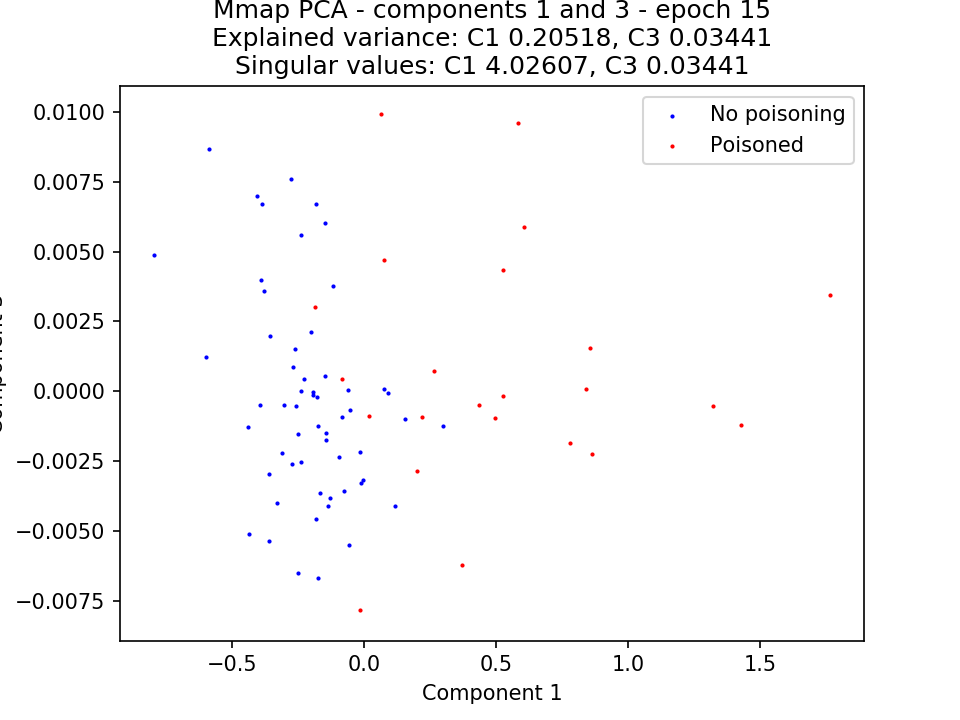 Mmap PCA - components 1 and 3 - epoch 15
Explained variance: C1 0.20518, C3 0.03441
Singular values: C1 4.02607, C3 0.03441
No poisoning
Poisoned
0.0100
0.0075
0.0050
0.0025
0.0000
−0.0025
−0.0050
−0.0075
−0.5
0.0
0.5
1.0
1.5
Component 1